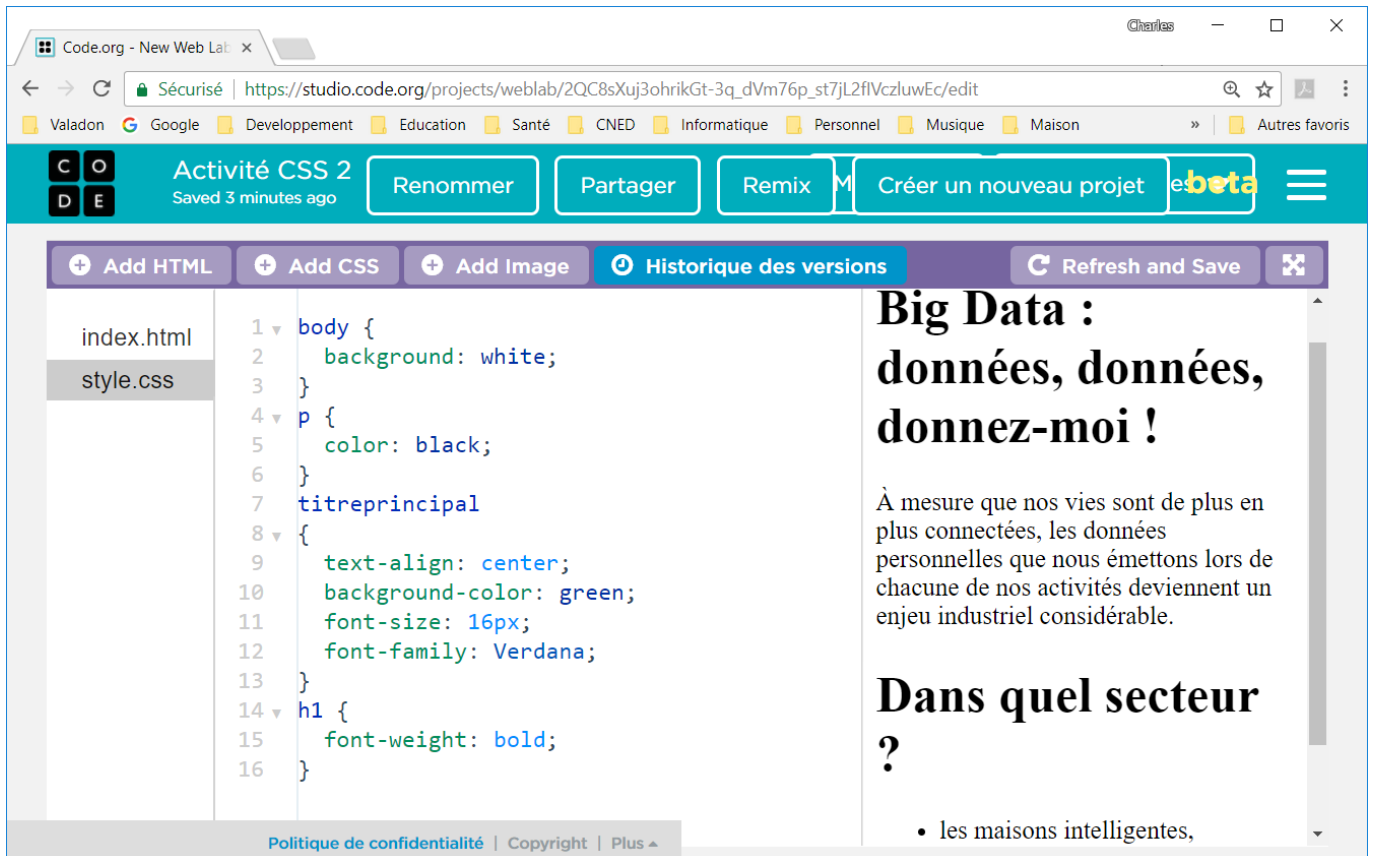 Charles
Code.org - New Web Lab
Sécurisé | https://studio.code.org/projects/weblab/2QC8sXuj3ohrikGt-3q_dVm76p_st7jL2flVczluwEc/edit
Valadon Google Developpement Education Santé CNED Informatique Personnel Musique Maison » Autres favoris
CODE
Activité CSS 2
Saved 3 minutes ago
Renommer Partager Remix M Créer un nouveau projet es beta
Add HTML Add CSS Add Image Historique des versions Refresh and Save
index.html
style.css
1 body {
2 background: white;
3 }
4 p {
5 color: black;
6 }
7 titreprincipal
8 {
9 text-align: center;
10 background-color: green;
11 font-size: 16px;
12 font-family: Verdana;
13 }
14 h1 {
15 font-weight: bold;
16 }
Big Data :
données, données,
donnez-moi !
À mesure que nos vies sont de plus en
plus connectées, les données
personnelles que nous émettons lors de
chacune de nos activités deviennent un
enjeu industriel considérable.
Dans quel secteur
?
• les maisons intelligentes,
Politique de confidentialité | Copyright | Plus